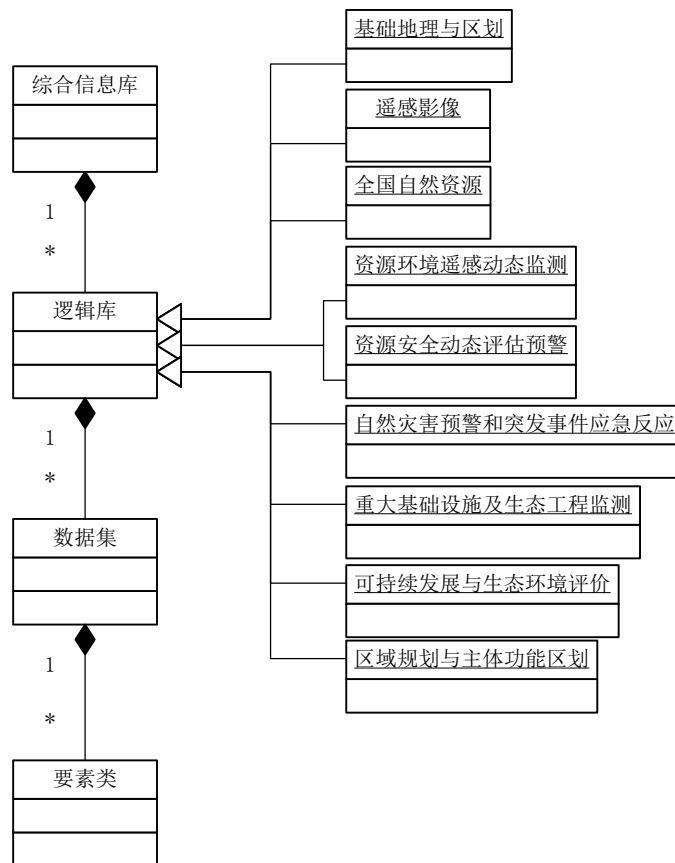 基础地理与区划
综合信息库
遥感影像
全国自然资源
1
*
资源环境遥感动态监测
逻辑库
资源安全动态评估预警
自然灾害预警和突发事件应急反应
1
*
重大基础设施及生态工程监测
数据集
可持续发展与生态环境评价
区域规划与主体功能区划
1
*
要素类